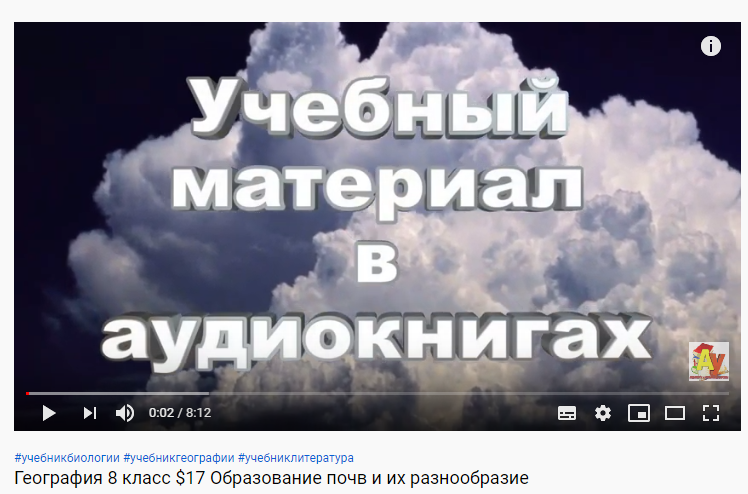 Учебный
материал
в
аудиокнигах
Ау
0:02 / 8:12
#учебникбиологии #учебникгеографии #учебниклитература
География 8 класс $17 Образование почв и их разнообразие